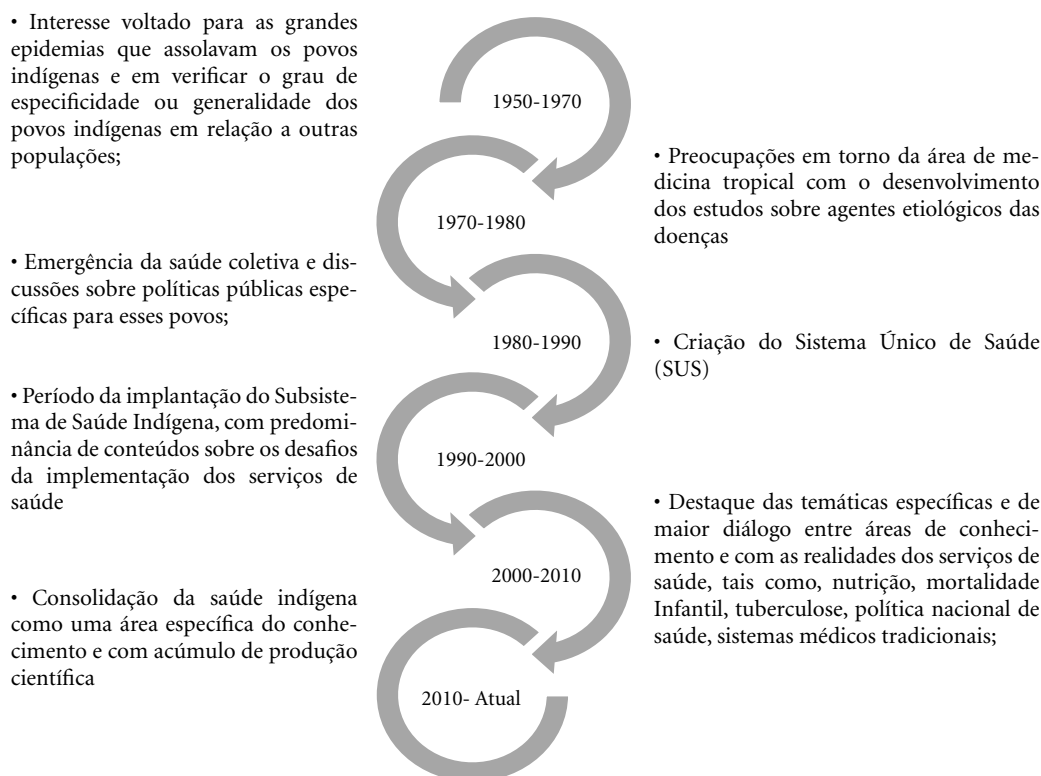 • Interesse voltado para as grandes
epidemias que assolavam os povos
indígenas e em verificar o grau de
especificidade ou generalidade dos
povos indígenas em relação a outras
populações;
1950-1970
• Preocupações em torno da área de me-
dicina tropical com o desenvolvimento
dos estudos sobre agentes etiológicos das
doenças
1970-1980
• Emergência da saúde coletiva e dis-
cussões sobre políticas públicas espe-
cíficas para esses povos;
1980-1990
• Criação do Sistema Único de Saúde
(SUS)
• Período da implantação do Subsiste-
ma de Saúde Indígena, com predomi-
nância de conteúdos sobre os desafios
da implementação dos serviços de
saúde
1990-2000
• Destaque das temáticas específicas e de
maior diálogo entre áreas de conheci-
mento e com as realidades dos serviços de
saúde, tais como, nutrição, mortalidade
Infantil, tuberculose, política nacional de
saúde, sistemas médicos tradicionais;
2000-2010
• Consolidação da saúde indígena
como uma área específica do conhe-
cimento e com acúmulo de produção
científica
2010- Atual